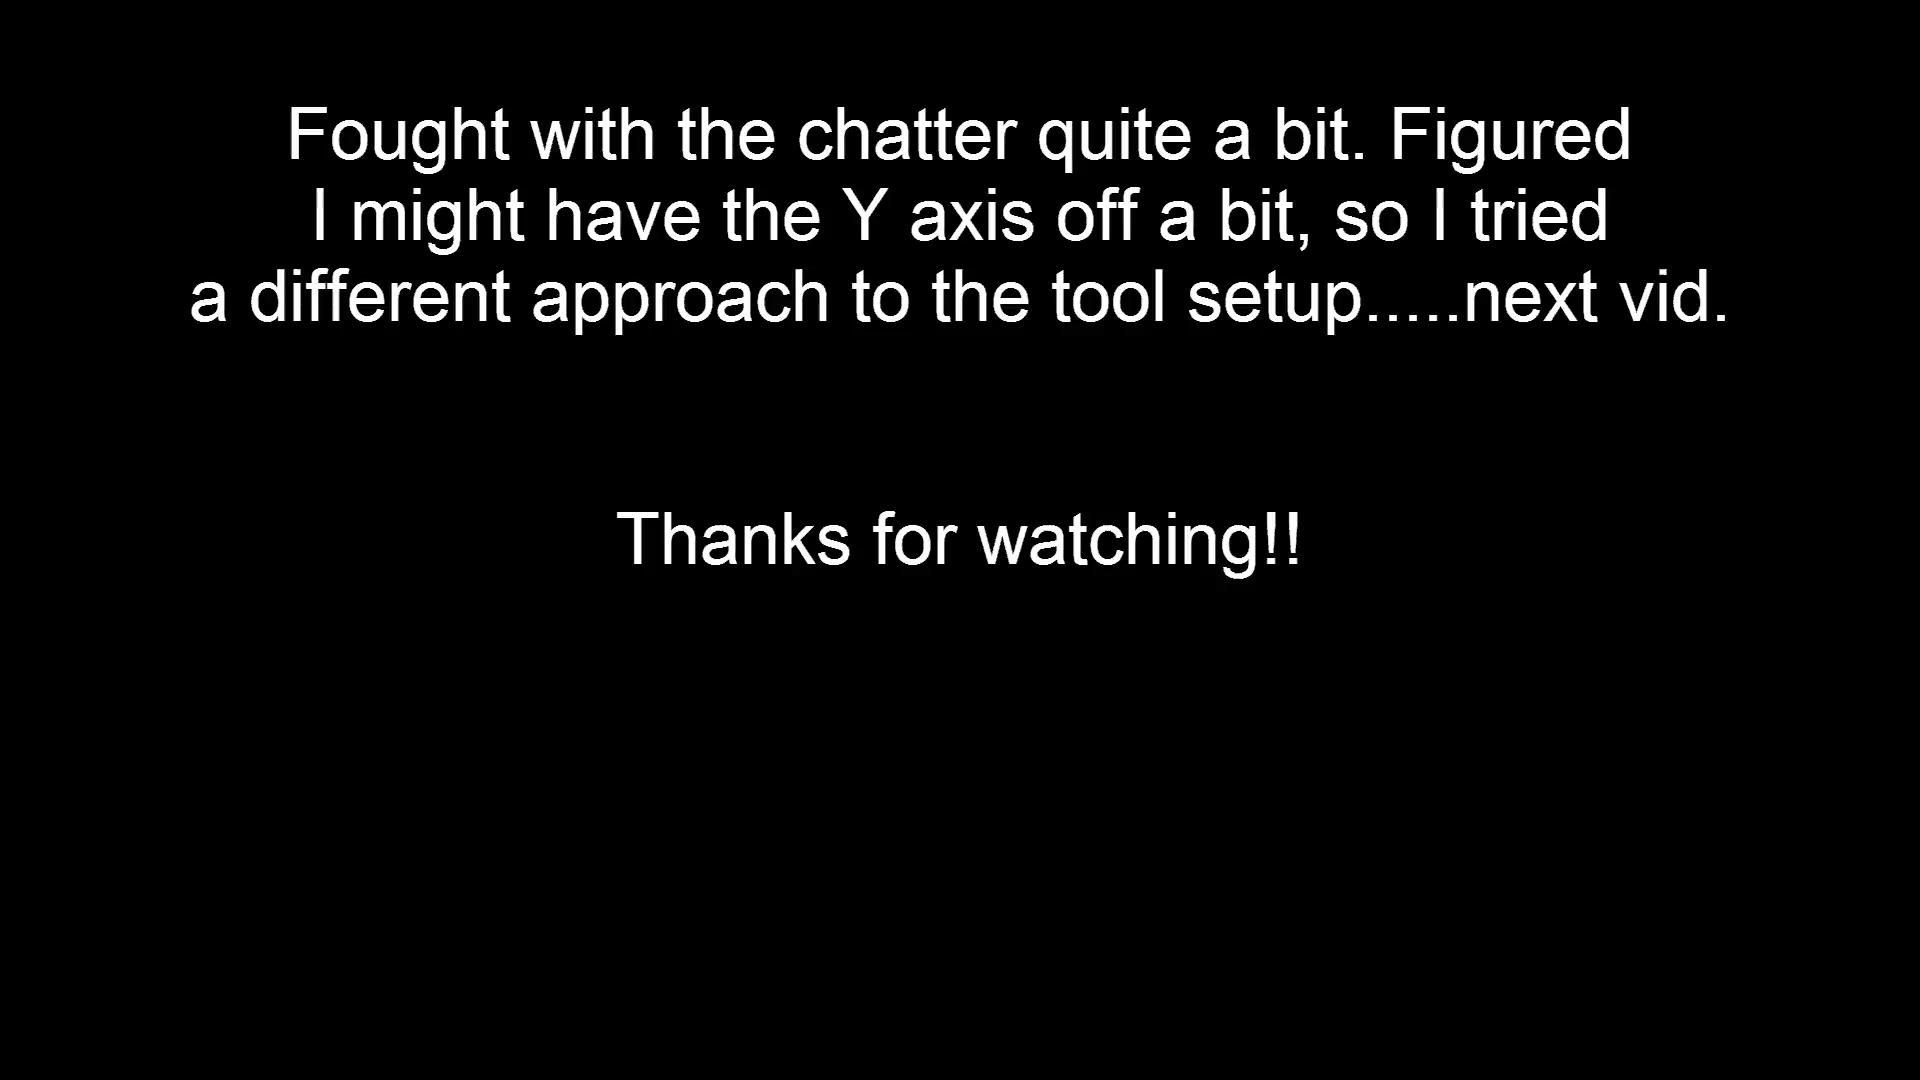 Fought with the chatter quite a bit. Figured
I might have the Y axis off a bit, so I tried
a different approach to the tool setup.....next vid.
Thanks for watching!!